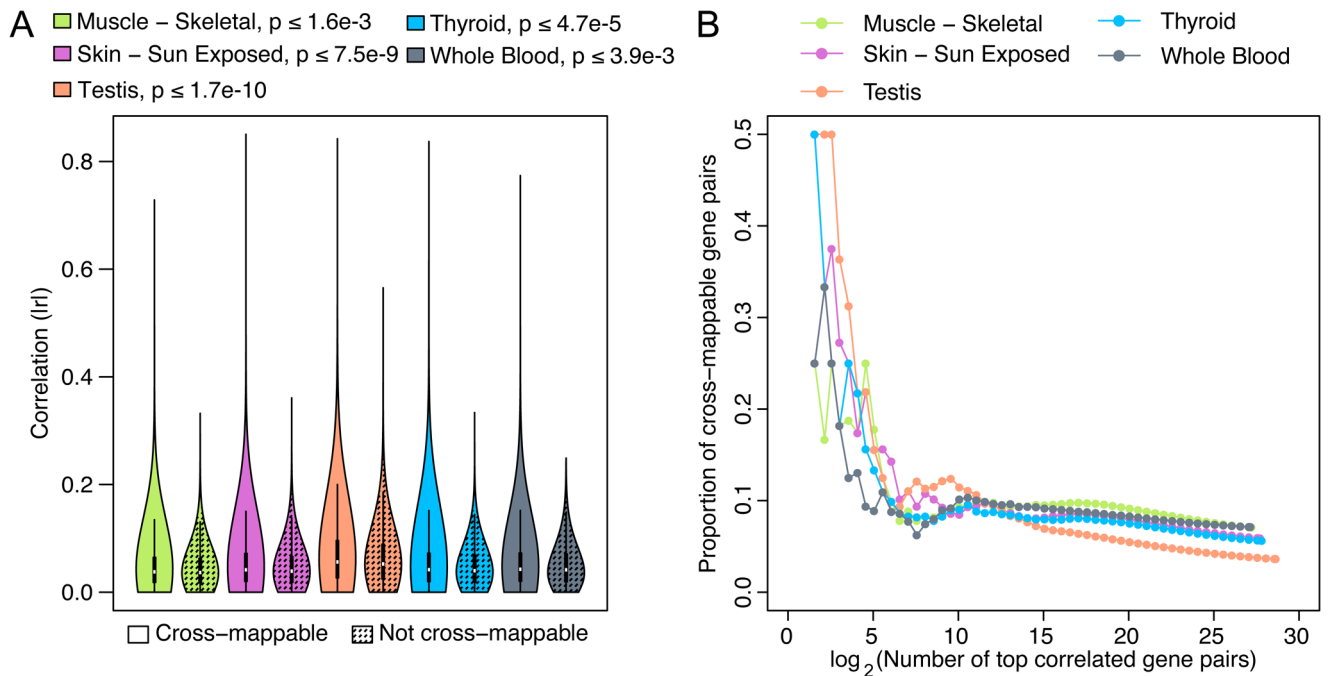 A
Muscle − Skeletal, p ≤ 1.6e-3
Thyroid, p ≤ 4.7e-5
Skin − Sun Exposed, p ≤ 7.5e-9
Whole Blood, p ≤ 3.9e-3
Testis, p ≤ 1.7e-10
Correlation (|r|)
0.8
0.6
0.4
0.2
0.0
Cross-mappable
Not cross-mappable
B
Muscle − Skeletal
Thyroid
Skin − Sun Exposed
Whole Blood
Testis
Proportion of cross−mappable gene pairs
0.5
0.4
0.3
0.2
0.1
0.0
0 5 10 15 20 25 30
log2(Number of top correlated gene pairs)